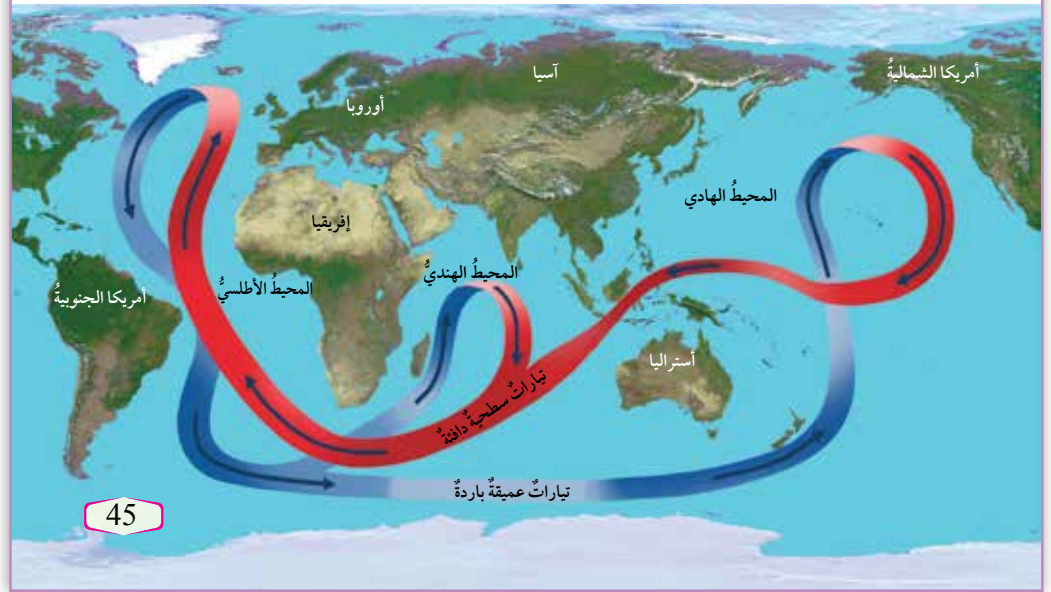 آسيا
أمريكا الشماليةُ
أوروبا
المحيطُ الهادي
إفريقيا
المحيطُ الهنديُّ
المحيطُ الأطلسيُّ
أمريكا الجنوبيةُ
أستراليا
تياراتٌ سطحيةٌ دافئةٌ
تياراتٌ عميقةٌ باردةٌ
45